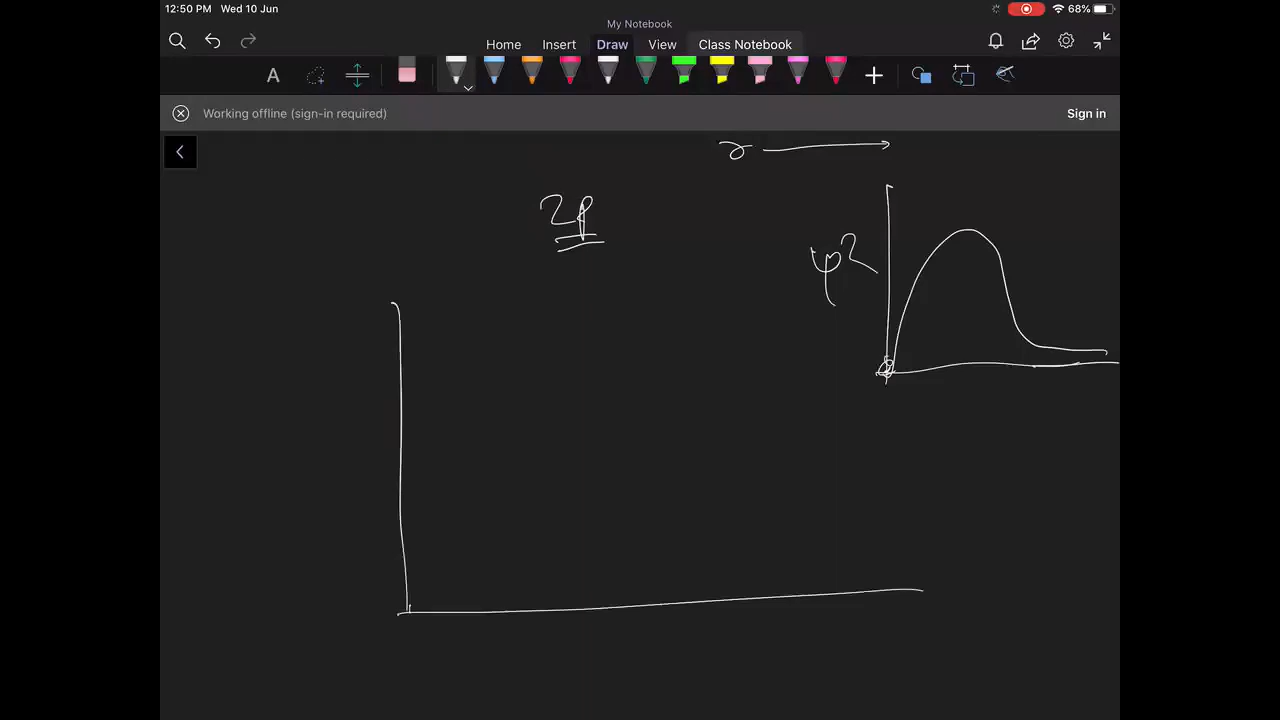 12:50 PM Wed 10 Jun
68%
My Notebook
Home Insert Draw View Class Notebook
A
Working offline (sign-in required)
Sign in
r
2p
ψ2